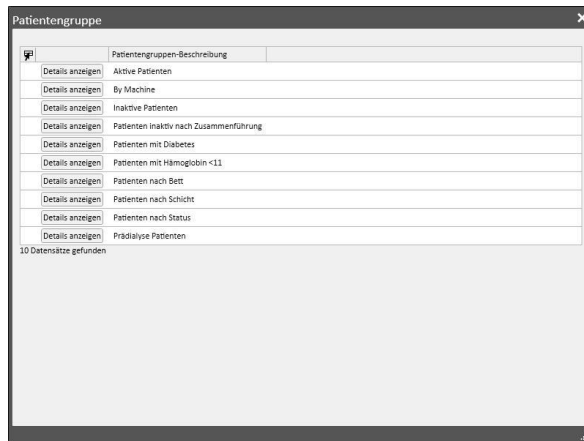 Patientengruppe
Patientengruppen-Beschreibung
Details anzeigen Aktive Patienten
Details anzeigen By Machine
Details anzeigen Inaktive Patienten
Details anzeigen Patienten inaktiv nach Zusammenführung
Details anzeigen Patienten mit Diabetes
Details anzeigen Patienten mit Hämoglobin <11
Details anzeigen Patienten nach Bett
Details anzeigen Patienten nach Schicht
Details anzeigen Patienten nach Status
Details anzeigen Prädialyse Patienten
10 Datensätze gefunden